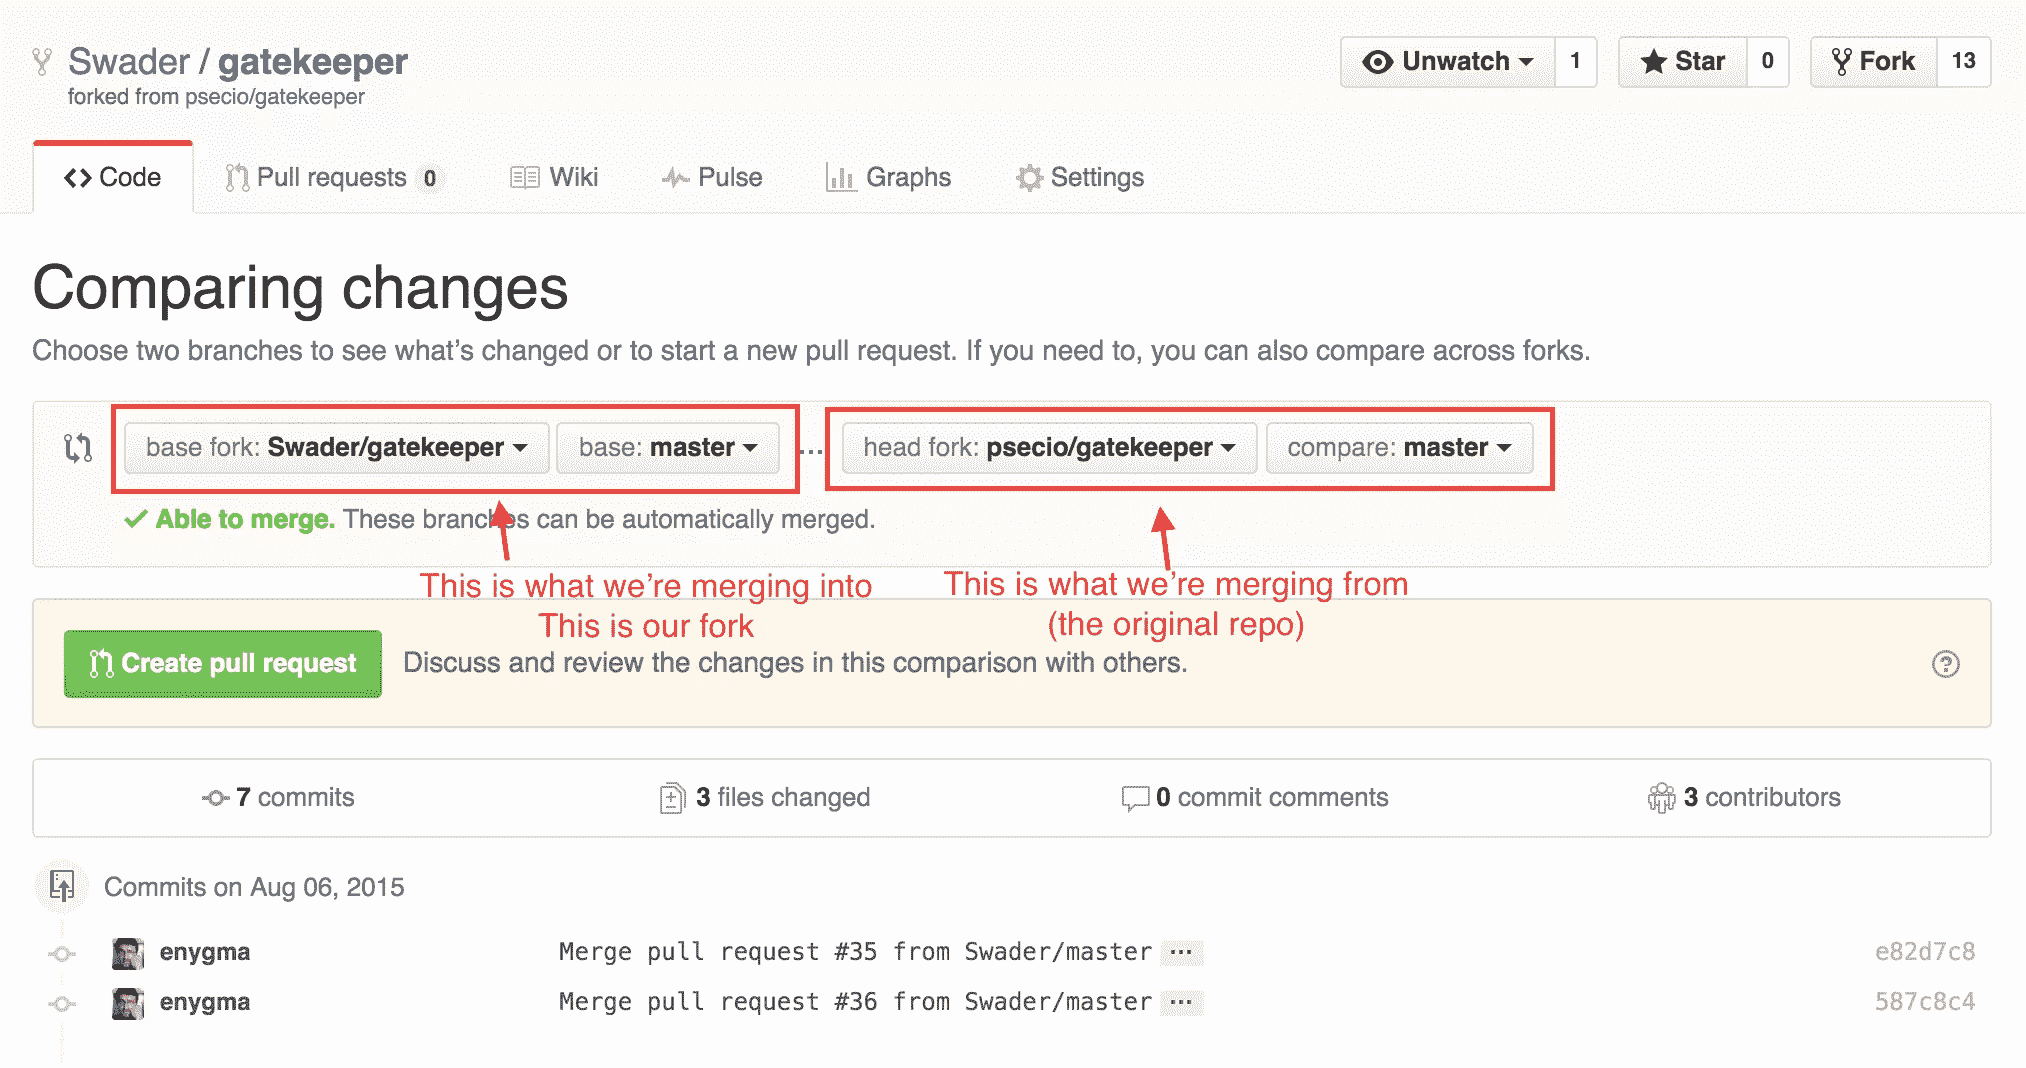 Swader / gatekeeper
forked from psecio/gatekeeper
Unwatch 1 Star 0 Fork 13
Code Pull requests 0 Wiki Pulse Graphs Settings
Comparing changes
Choose two branches to see what's changed or to start a new pull request. If you need to, you can also compare across forks.
base fork: Swader/gatekeeper base: master ... head fork: psecio/gatekeeper compare: master
Able to merge. These branches can be automatically merged.
This is what we're merging into
This is our fork
This is what we're merging from
(the original repo)
Create pull request Discuss and review the changes in this comparison with others.
7 commits 3 files changed 0 commit comments 3 contributors
Commits on Aug 06, 2015
enygma Merge pull request #35 from Swader/master ... e82d7c8
enygma Merge pull request #36 from Swader/master ... 587c8c4